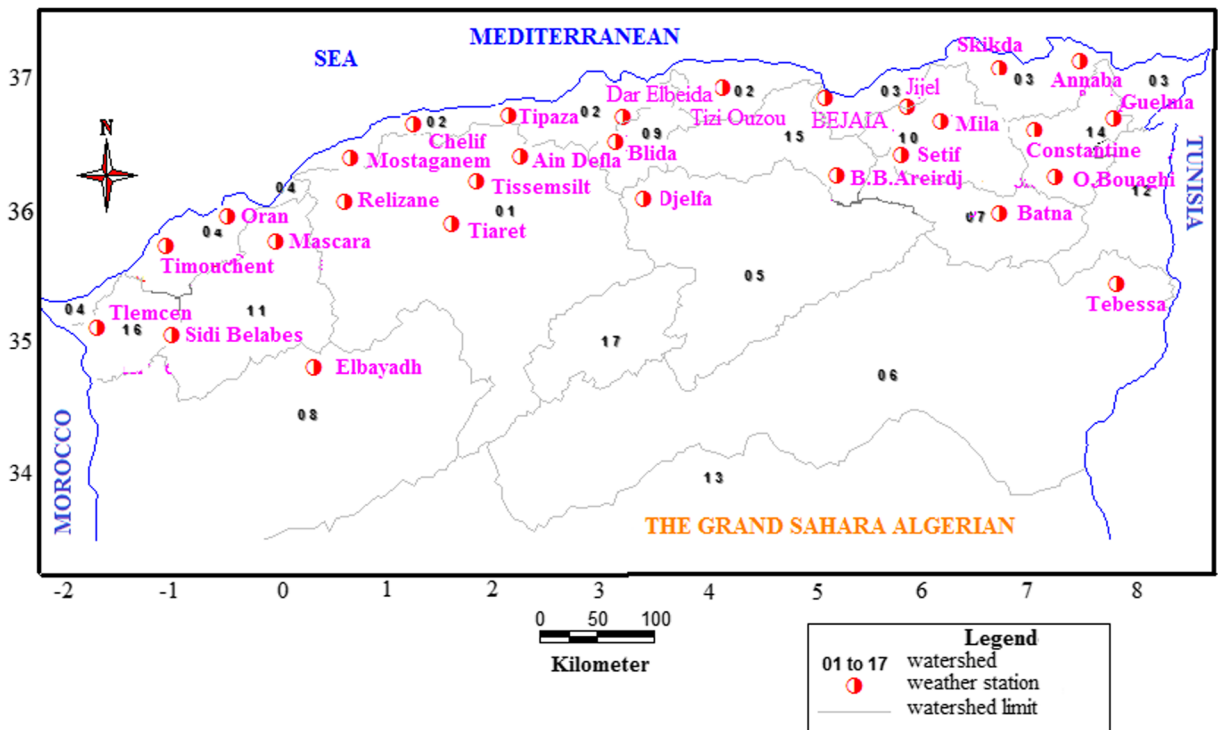 MEDITERRANEAN
SEA
Skikda
37
03
Annaba
03
02
Dar Elbeida
03
Jijel
Guelma
02
Tipaza
02
Tizi Ouzou
BEJAIA
Mila
Chelif
09
15
10
14
Mostaganem
Ain Defla
Blida
Setif
Constantine
N
Tissemsilt
B.B.Areirdj
O.Bouaghi
TUNISIA
04
Relizane
Djelfa
12
36
Oran
01
07
Batna
04
Tiaret
Mascara
Timouchent
05
Tebessa
04
Tlemcen
11
16
Sidi Belabes
35
17
Elbayadh
06
08
MOROCCO
34
13
THE GRAND SAHARA ALGERIAN
-2 -1 0 1 2 3 4 5 6 7 8
0 50 100
Kilometer
Legend
01 to 17 watershed
weather station
watershed limit